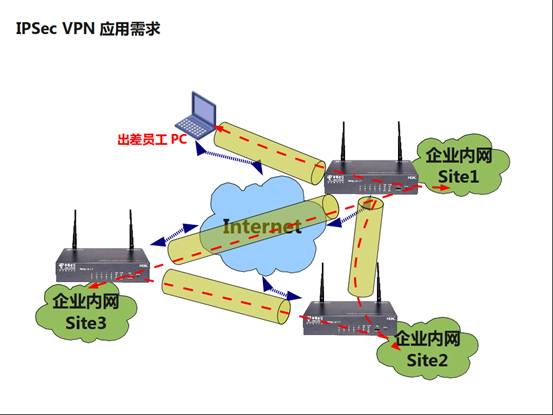 IPSec VPN 应用需求
出差员工 PC
企业内网
Site1
Internet
企业内网
Site3
企业内网
Site2